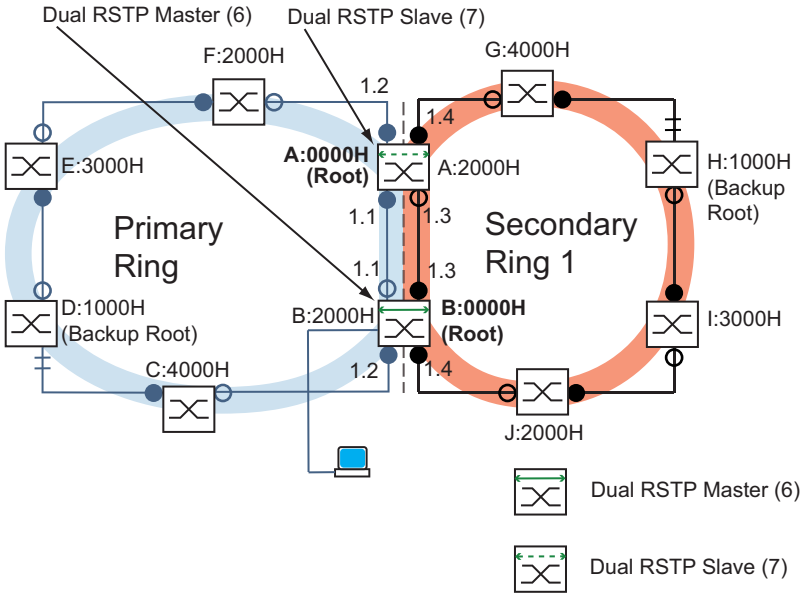 Dual RSTP Master (6)
Dual RSTP Slave (7)
F:2000H
G:4000H
1.2
1.4
E:3000H
A:0000H
(Root)
A:2000H
H:1000H
(Backup
Root)
1.1
1.3
Primary
Ring
Secondary
Ring 1
1.1
1.3
D:1000H
(Backup Root)
B:2000H
B:0000H
(Root)
I:3000H
C:4000H
1.2
1.4
J:2000H
Dual RSTP Master (6)
Dual RSTP Slave (7)